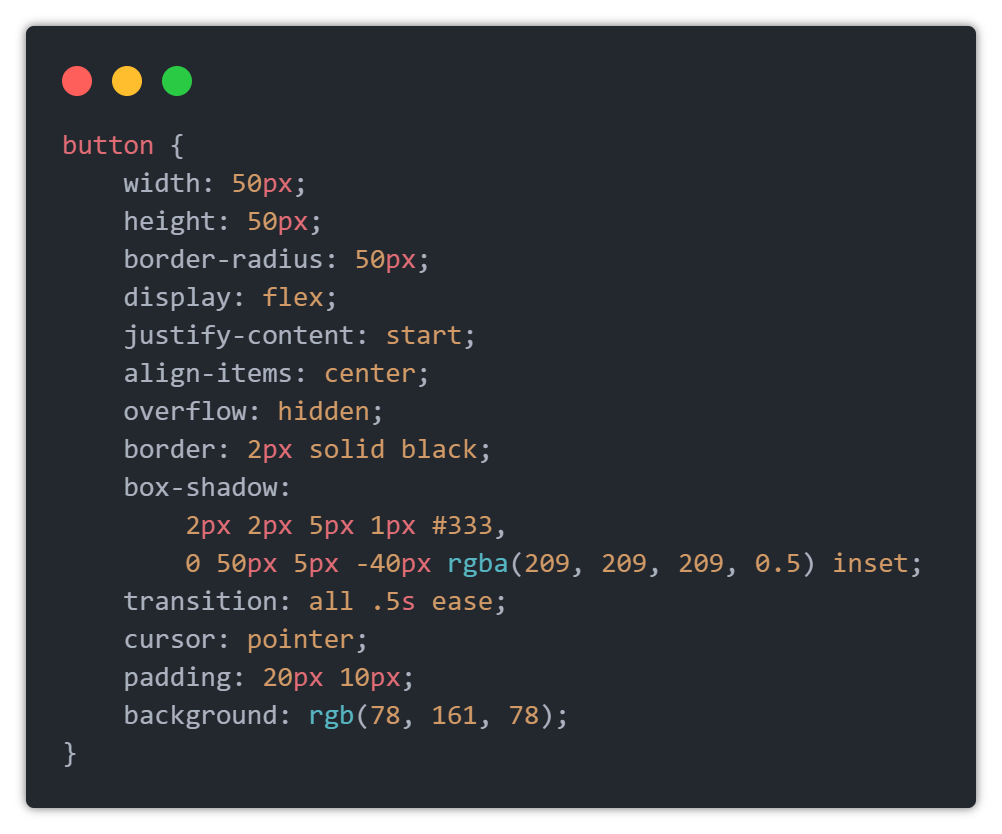 button {
    width: 50px;
    height: 50px;
    border-radius: 50px;
    display: flex;
    justify-content: start;
    align-items: center;
    overflow: hidden;
    border: 2px solid black;
    box-shadow:
        2px 2px 5px 1px #333,
        0 50px 5px -40px rgba(209, 209, 209, 0.5) inset;
    transition: all .5s ease;
    cursor: pointer;
    padding: 20px 10px;
    background: rgb(78, 161, 78);
}